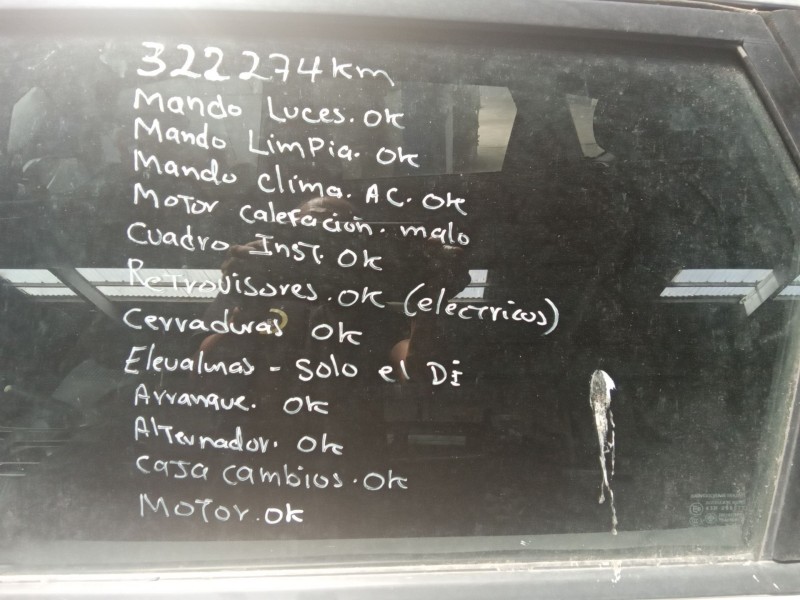 322274km
Mando Luces. OK
Mando Limpia. OK
Mando clima. AC. OK
Motor calefación. malo
Cuadro Inst. OK
Retrovisores. OK (electricos)
Cerraduras OK
Elevalunas - Solo el Di
Arranque. OK
Alternador. OK
Caja cambios. OK
Motor. OK